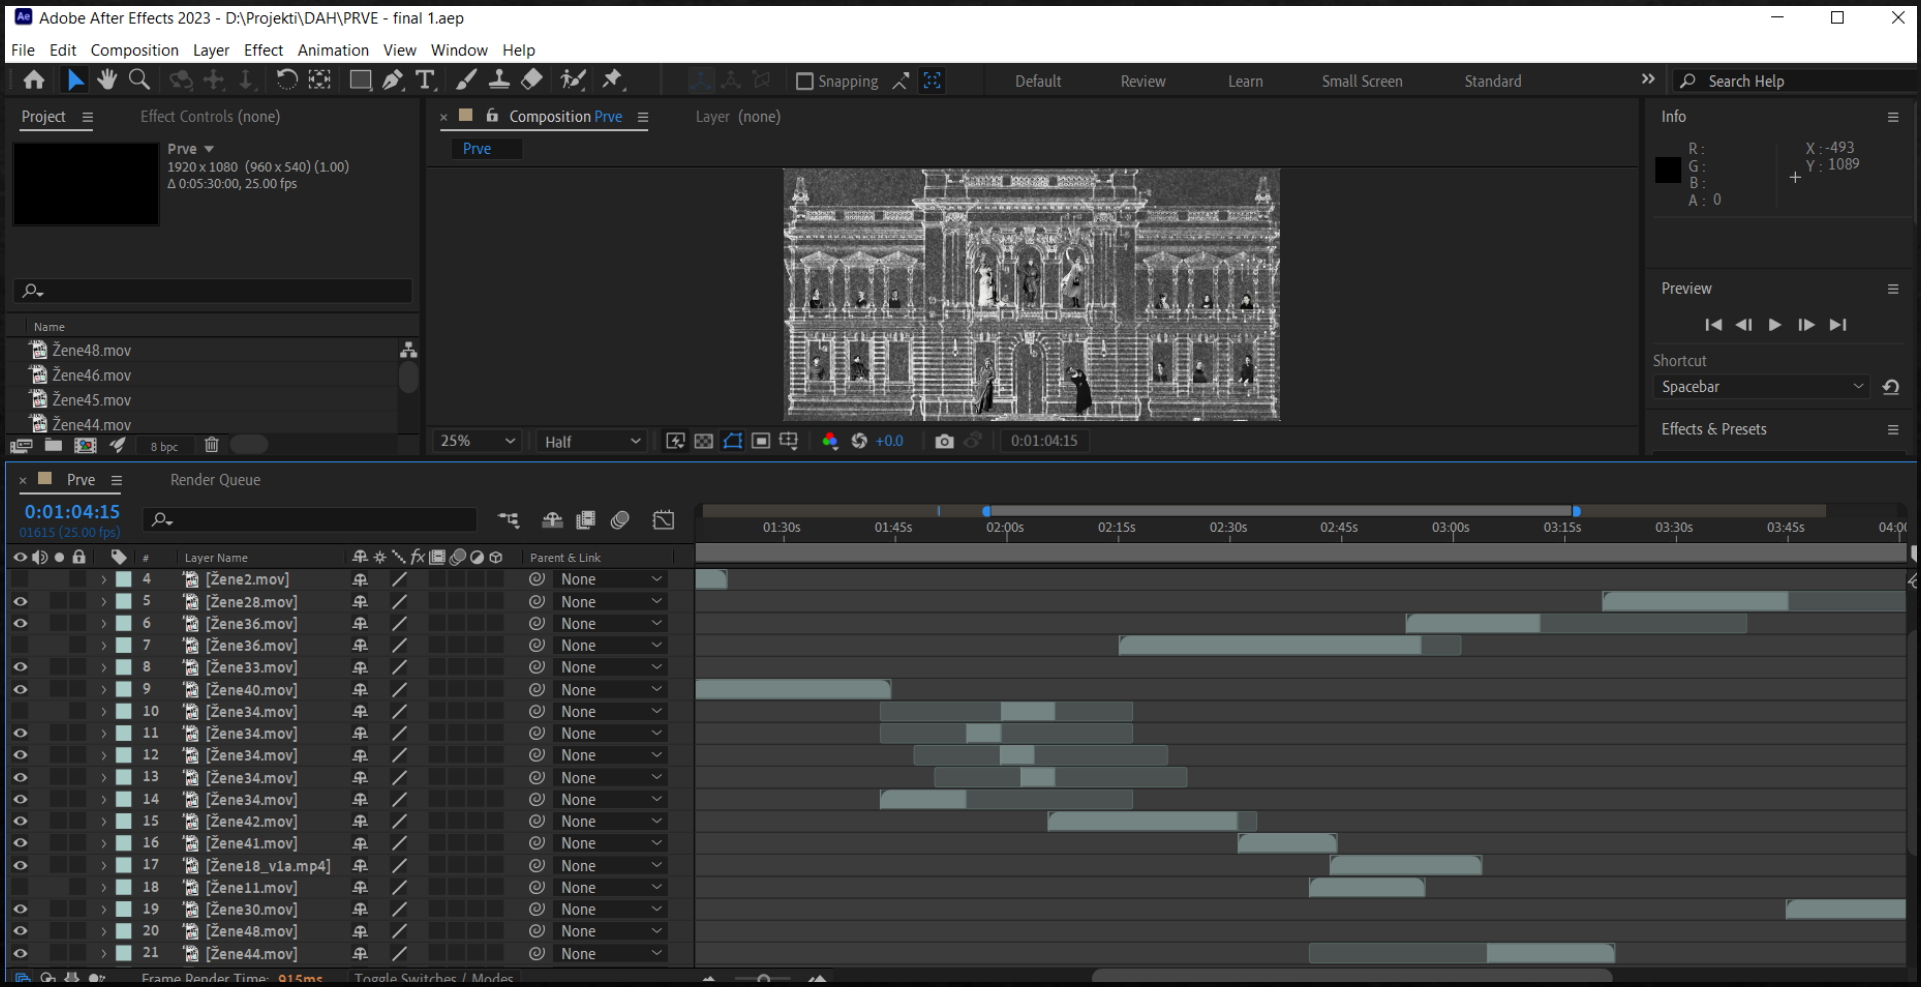 Ae Adobe After Effects 2023 - D:\Projekti\DAH\PRVE - final 1.aep
File Edit Composition Layer Effect Animation View Window Help
Snapping Default Review Learn Small Screen Standard Search Help
Project Effect Controls (none) Composition Prve Layer (none) Info
Prve
1920 x 1080 (960 x 540) (1.00)
Δ 0:05:30:00, 25.00 fps
Prve
R :
G :
B :
A : 0
X : -493
Y : 1089
Preview
Shortcut
Spacebar
Effects & Presets
Name
Žene48.mov
Žene46.mov
Žene45.mov
Žene44.mov
8 bpc
25% Half +0.0 0:01:04:15
Prve Render Queue
0:01:04:15
01615 (25.00 fps)
01:30s 01:45s 02:00s 02:15s 02:30s 02:45s 03:00s 03:15s 03:30s 03:45s 04:0
# Layer Name fx Parent & Link
4 [Žene2.mov] None
5 [Žene28.mov] None
6 [Žene36.mov] None
7 [Žene36.mov] None
8 [Žene33.mov] None
9 [Žene40.mov] None
10 [Žene34.mov] None
11 [Žene34.mov] None
12 [Žene34.mov] None
13 [Žene34.mov] None
14 [Žene34.mov] None
15 [Žene42.mov] None
16 [Žene41.mov] None
17 [Žene18_v1a.mp4] None
18 [Žene11.mov] None
19 [Žene30.mov] None
20 [Žene48.mov] None
21 [Žene44.mov] None
Frame Render Time: 915ms Toggle Switches / Modes